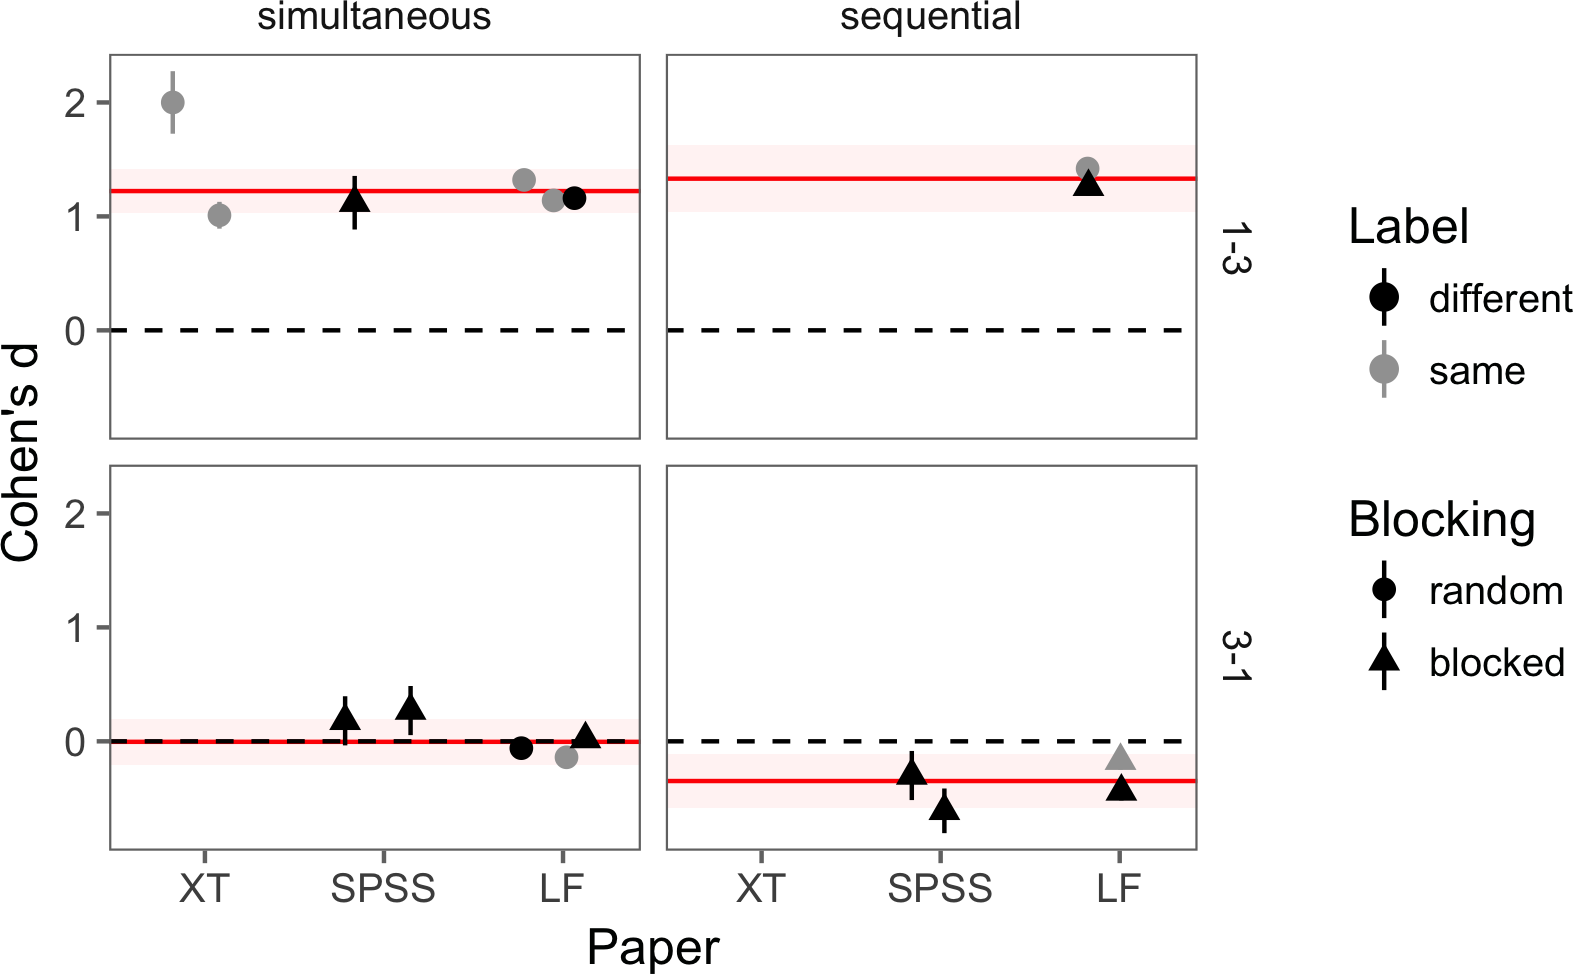 simultaneous
sequential
2
1
0
1-3
2
1
0
3-1
Cohen's d
XT
SPSS
LF
XT
SPSS
LF
Paper
Label
different
same
Blocking
random
blocked